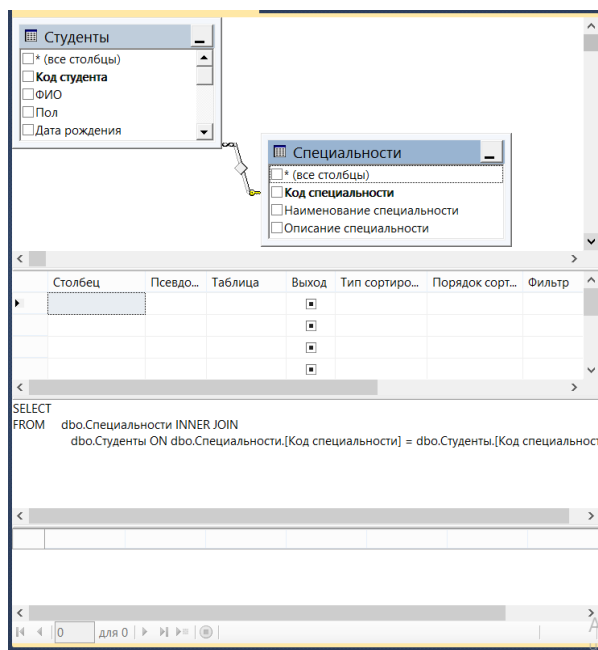 Студенты
* (все столбцы)
Код студента
ФИО
Пол
Дата рождения
Специальности
* (все столбцы)
Код специальности
Наименование специальности
Описание специальности
Столбец Псевдо... Таблица Выход Тип сортиро... Порядок сорт... Фильтр
SELECT
FROM dbo.Специальности INNER JOIN
dbo.Студенты ON dbo.Специальности.[Код специальности] = dbo.Студенты.[Код специальност
0 для 0